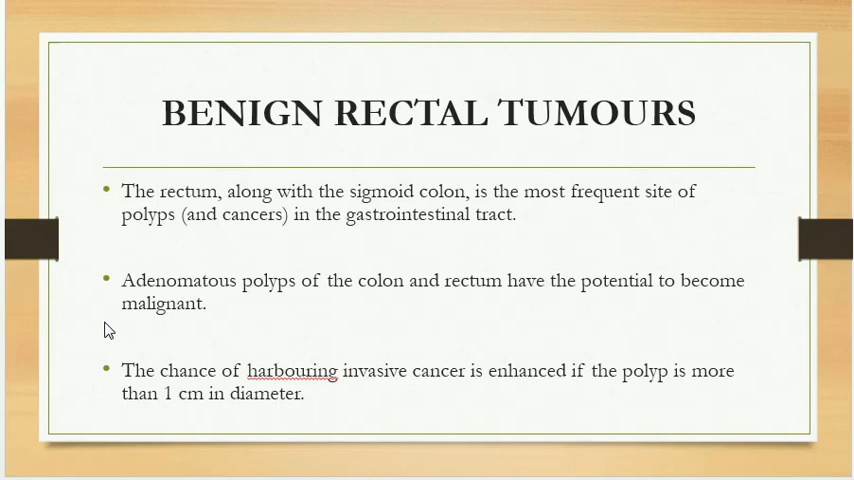 BENIGN RECTAL TUMOURS
• The rectum, along with the sigmoid colon, is the most frequent site of
polyps (and cancers) in the gastrointestinal tract.
• Adenomatous polyps of the colon and rectum have the potential to become
malignant.
• The chance of harbouring invasive cancer is enhanced if the polyp is more
than 1 cm in diameter.